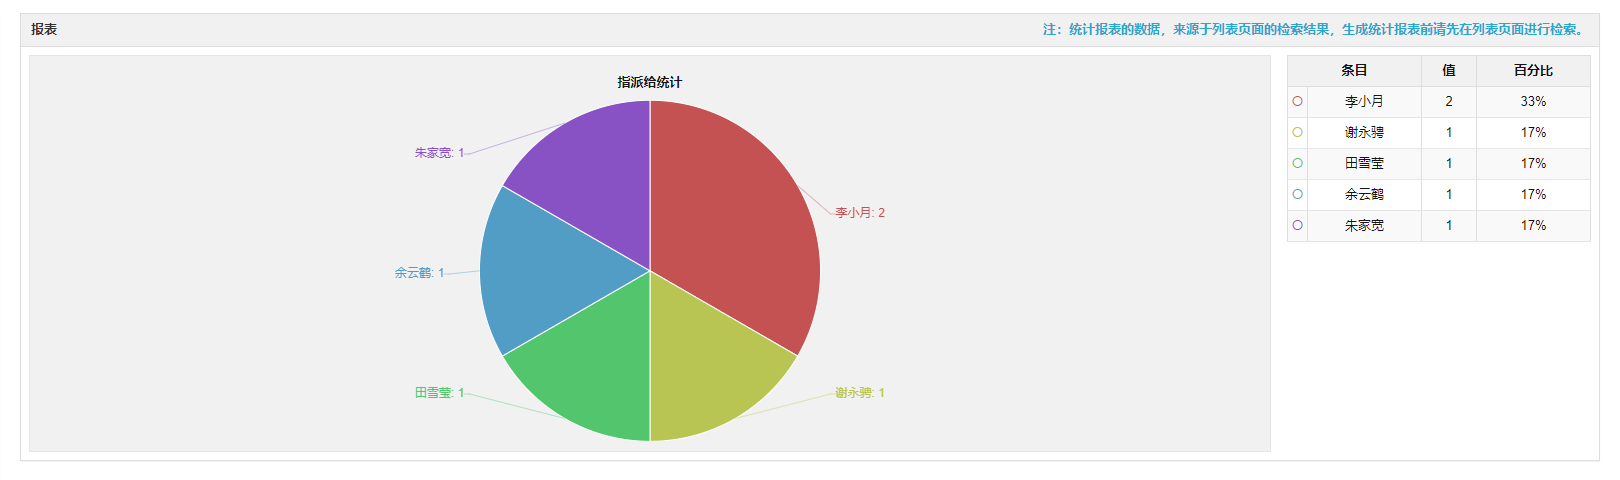 报表
注：统计报表的数据，来源于列表页面的检索结果，生成统计报表前请先在列表页面进行检索。
指派给统计
朱家宽: 1
李小月: 2
余云鹤: 1
田雪莹: 1
谢永骋: 1
条目 值 百分比
李小月 2 33%
谢永骋 1 17%
田雪莹 1 17%
余云鹤 1 17%
朱家宽 1 17%